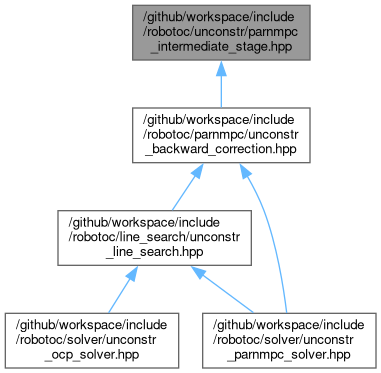 /github/workspace/include
/robotoc/unconstr/parnmpc
_intermediate_stage.hpp
/github/workspace/include
/robotoc/parnmpc/unconstr
_backward_correction.hpp
/github/workspace/include
/robotoc/line_search/unconstr
_line_search.hpp
/github/workspace/include
/robotoc/solver/unconstr
_ocp_solver.hpp
/github/workspace/include
/robotoc/solver/unconstr
_parnmpc_solver.hpp